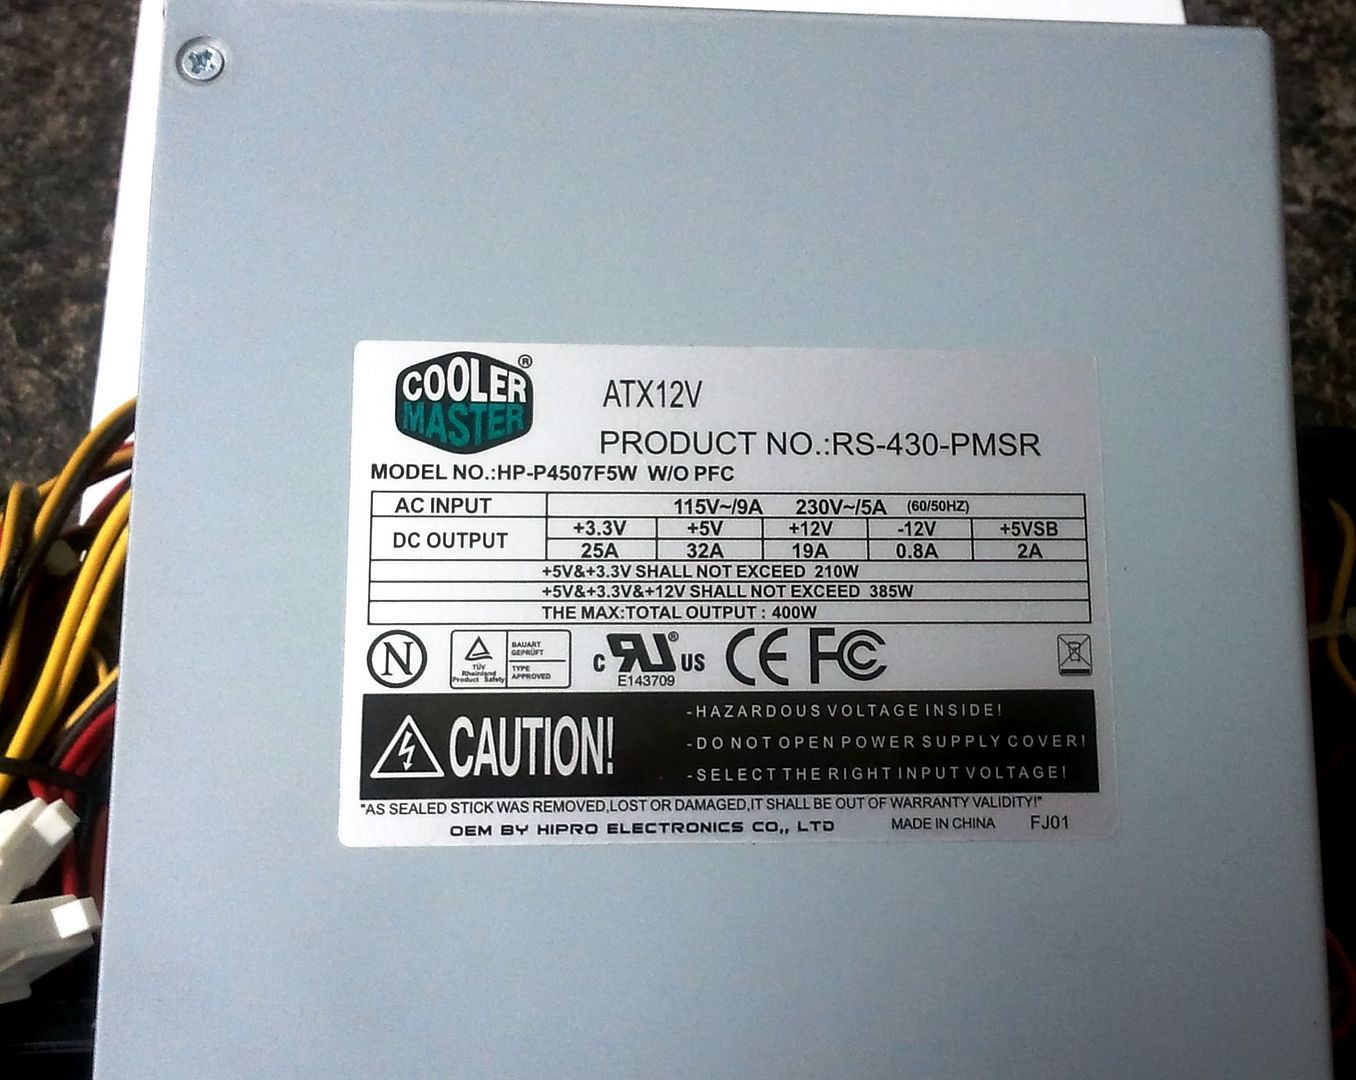 COOLER ®
MASTER
ATX12V
PRODUCT NO.:RS-430-PMSR
MODEL NO.:HP-P4507F5W W/O PFC
AC INPUT 115V~/9A 230V~/5A (60/50HZ)
DC OUTPUT +3.3V +5V +12V -12V +5VSB
25A 32A 19A 0.8A 2A
+5V&+3.3V SHALL NOT EXCEED 210W
+5V&+3.3V&+12V SHALL NOT EXCEED 385W
THE MAX:TOTAL OUTPUT : 400W
N
TÜV
Rheinland
Product Safety
BAUART
GEPRÜFT
TYPE
APPROVED
C RU ® US
E143709
CE FC
CAUTION!
-HAZARDOUS VOLTAGE INSIDE!
-DO NOT OPEN POWER SUPPLY COVER!
-SELECT THE RIGHT INPUT VOLTAGE!
"AS SEALED STICK WAS REMOVED,LOST OR DAMAGED,IT SHALL BE OUT OF WARRANTY VALIDITY!"
OEM BY HIPRO ELECTRONICS CO,, LTD MADE IN CHINA FJ01